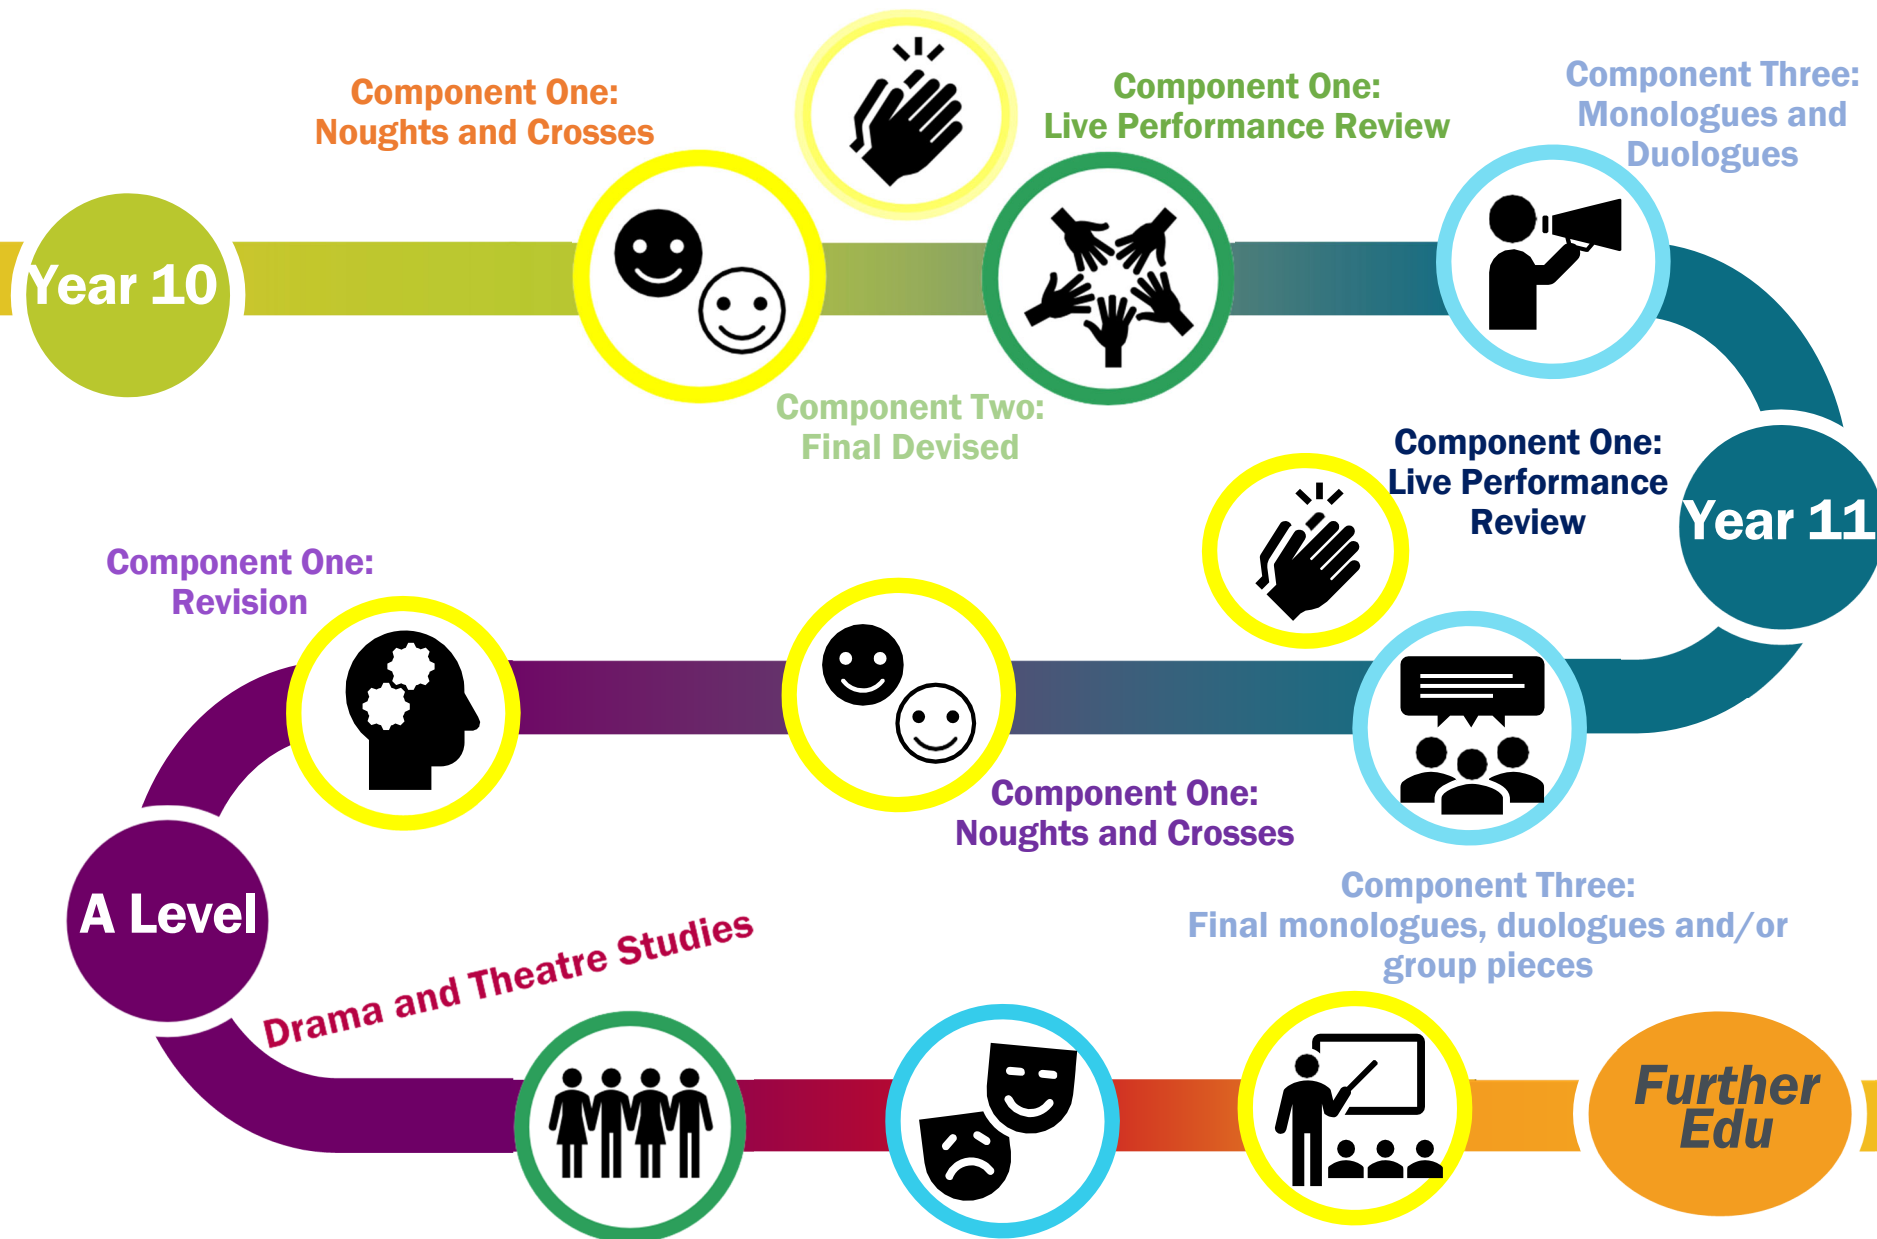 Component One:
Noughts and Crosses
Component One:
Live Performance Review
Component Three:
Monologues and
Duologues
Year 10
Component Two:
Final Devised
Component One:
Live Performance
Review
Year 11
Component One:
Revision
Component One:
Noughts and Crosses
Component Three:
Final monologues, duologues and/or
group pieces
A Level
Drama and Theatre Studies
Further
Edu